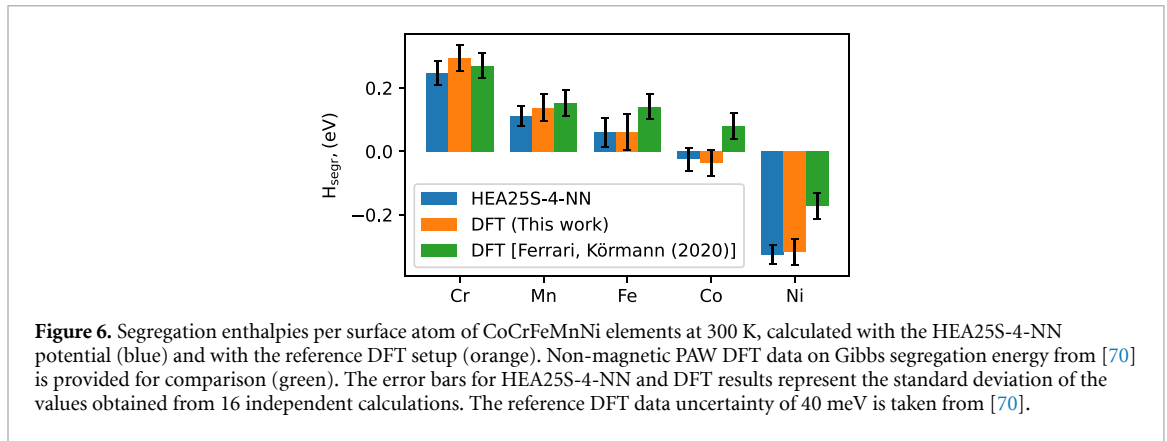 0.2
0.0
−0.2
H_segr, (eV)
HEA25S-4-NN
DFT (This work)
DFT [Ferrari, Körmann (2020)]
Cr Mn Fe Co Ni
Figure 6. Segregation enthalpies per surface atom of CoCrFeMnNi elements at 300 K, calculated with the HEA25S-4-NN
potential (blue) and with the reference DFT setup (orange). Non-magnetic PAW DFT data on Gibbs segregation energy from [70]
is provided for comparison (green). The error bars for HEA25S-4-NN and DFT results represent the standard deviation of the
values obtained from 16 independent calculations. The reference DFT data uncertainty of 40 meV is taken from [70].